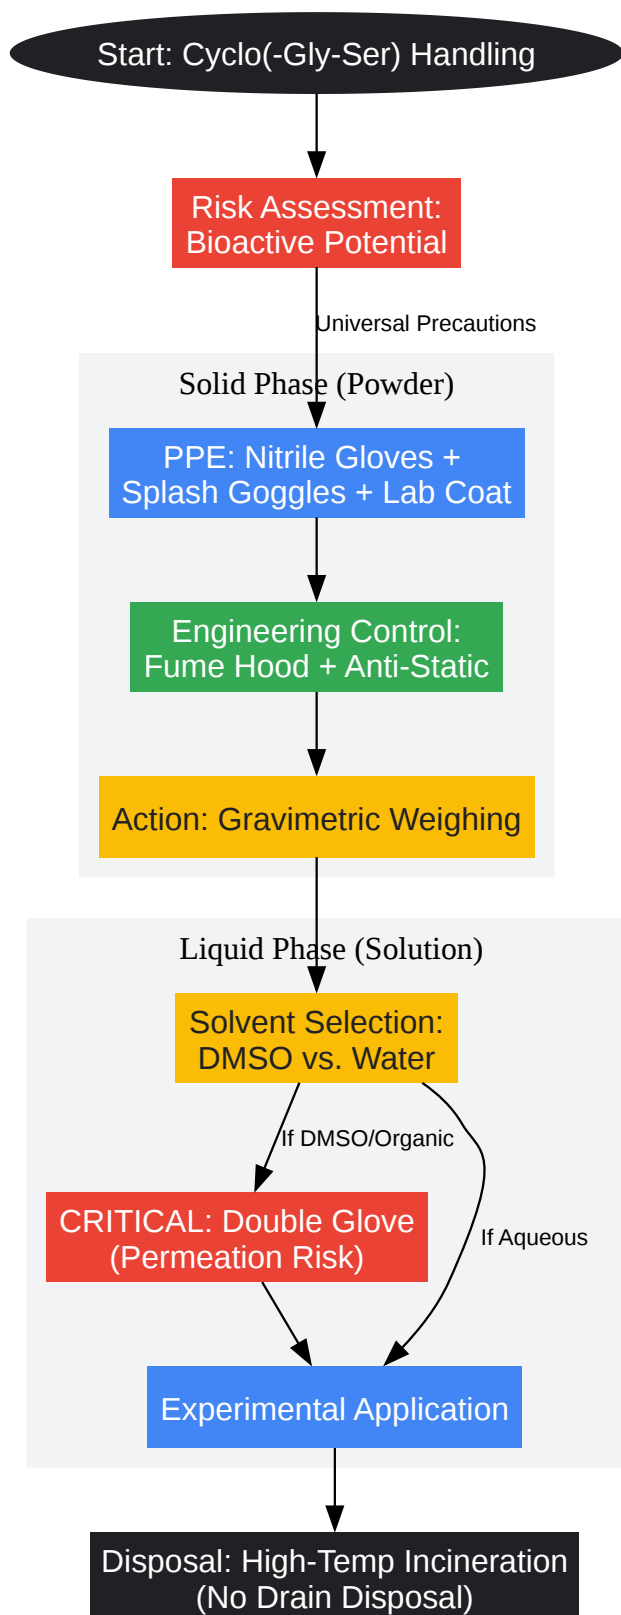 Start: Cyclo(-Gly-Ser) Handling
Risk Assessment:
Bioactive Potential
Universal Precautions
Solid Phase (Powder)
PPE: Nitrile Gloves +
Splash Goggles + Lab Coat
Engineering Control:
Fume Hood + Anti-Static
Action: Gravimetric Weighing
Liquid Phase (Solution)
Solvent Selection:
DMSO vs. Water
If DMSO/Organic
CRITICAL: Double Glove
(Permeation Risk)
If Aqueous
Experimental Application
Disposal: High-Temp Incineration
(No Drain Disposal)